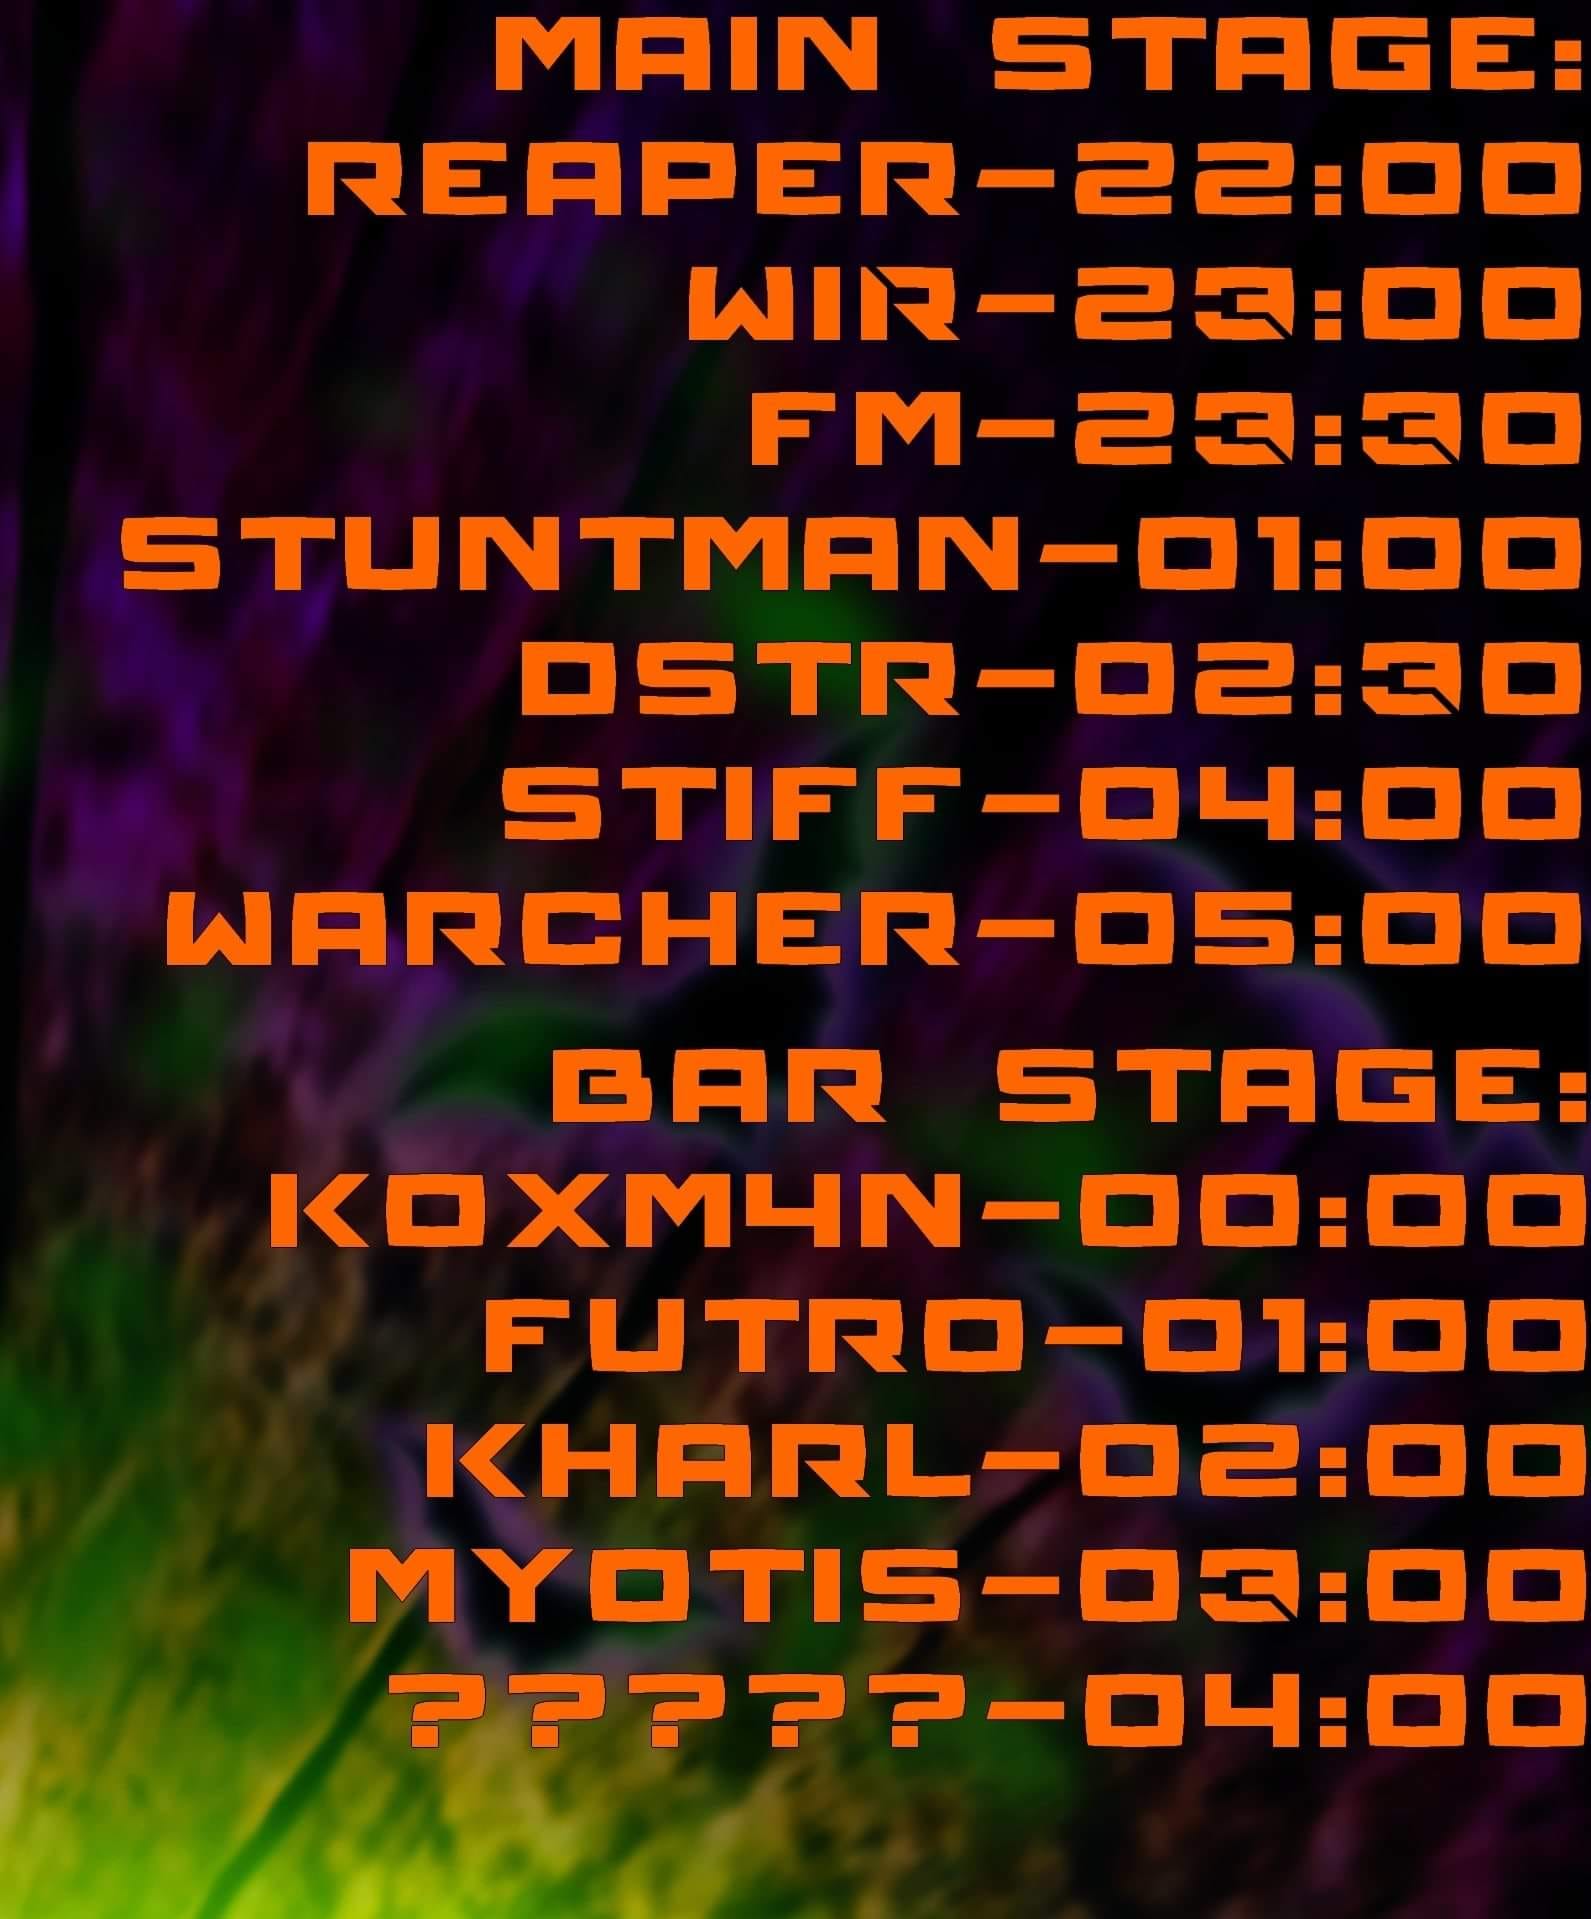 MAIN STAGE:
REAPER-22:00
WIR-23:00
FM-23:30
STUNTMAN-01:00
DSTR-02:30
STIFF-04:00
WARCHER-05:00
BAR STAGE:
KOXM4N-00:00
FUTRO-01:00
KHARL-02:00
MYOTIS-03:00
?????-04:00